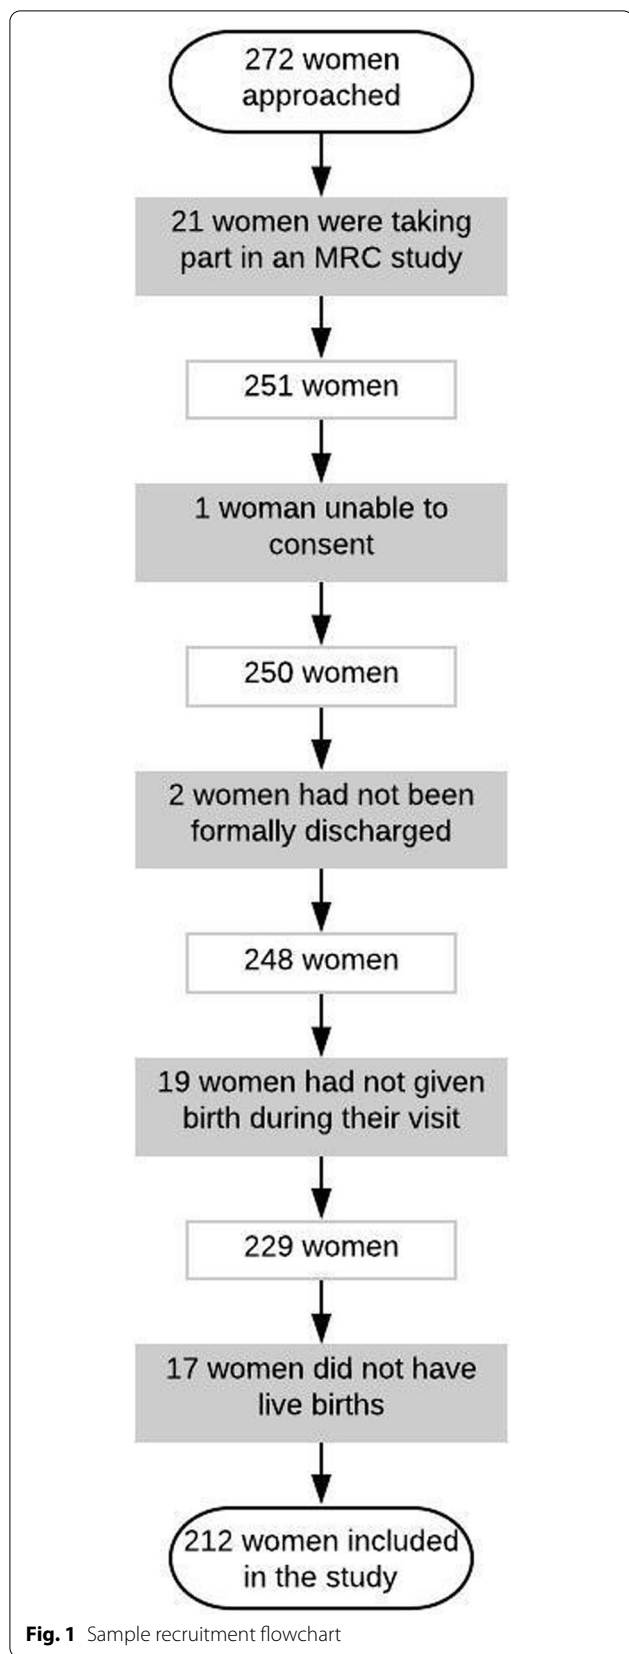 272 women
approached
21 women were taking
part in an MRC study
251 women
1 woman unable to
consent
250 women
2 women had not been
formally discharged
248 women
19 women had not given
birth during their visit
229 women
17 women did not have
live births
212 women included
in the study
Fig. 1 Sample recruitment flowchart